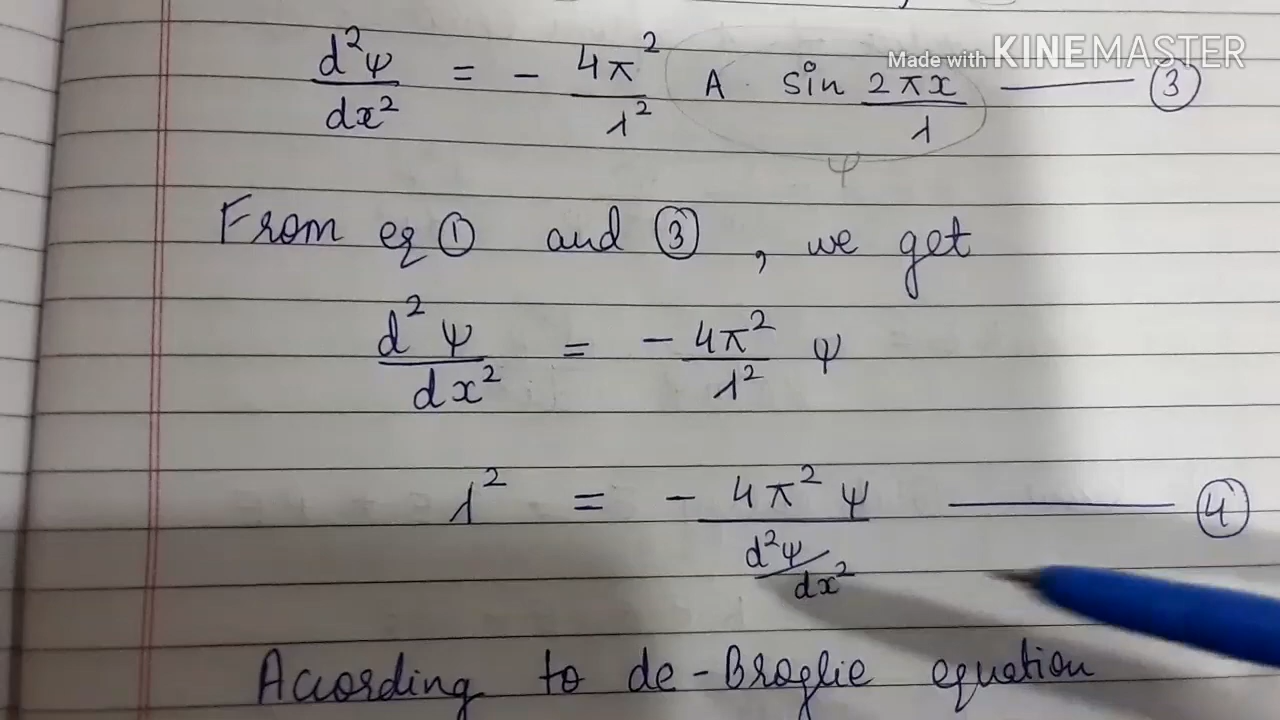 Made with KINEMASTER
d²ψ/dx² = - 4π²/λ² A. sin 2πx/λ ——— ③
ψ
From eq ① and ③, we get
d²ψ/dx² = - 4π²/λ² ψ
λ² = - 4π²ψ / d²ψ/dx² ——— ④
According to de-Broglie equation